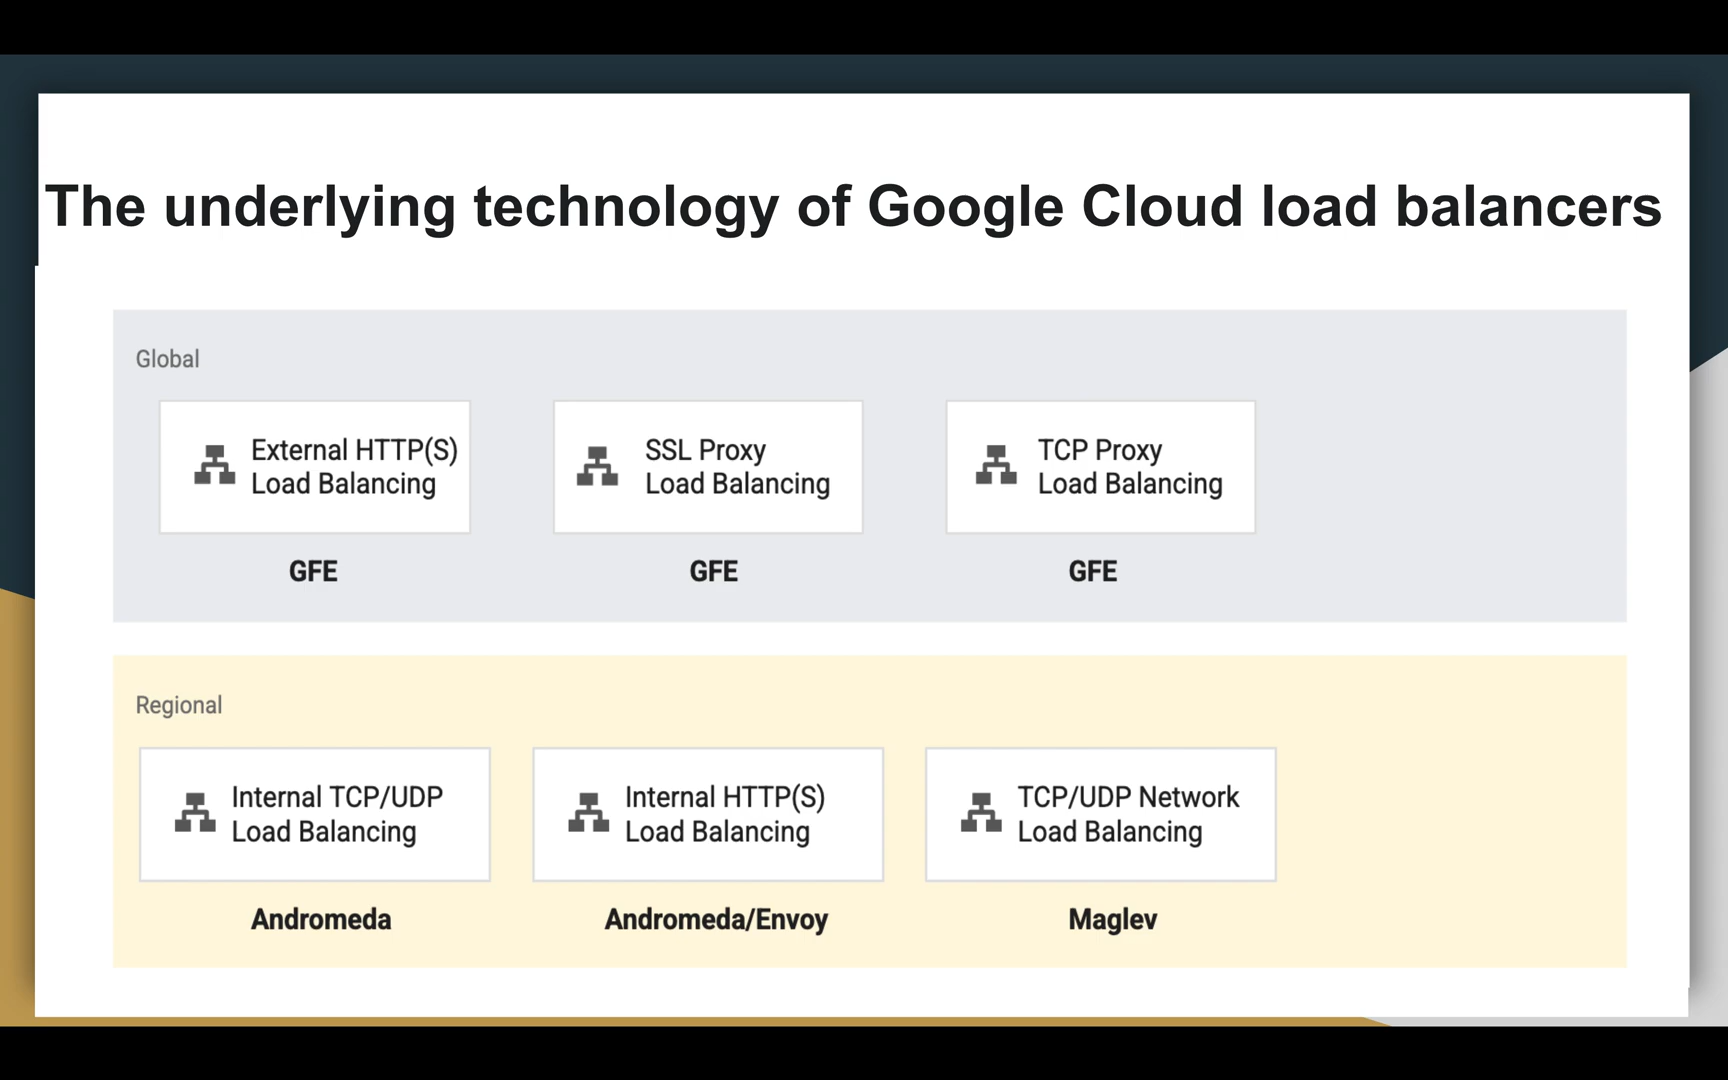 The underlying technology of Google Cloud load balancers
Global
External HTTP(S)
Load Balancing
GFE
SSL Proxy
Load Balancing
GFE
TCP Proxy
Load Balancing
GFE
Regional
Internal TCP/UDP
Load Balancing
Andromeda
Internal HTTP(S)
Load Balancing
Andromeda/Envoy
TCP/UDP Network
Load Balancing
Maglev